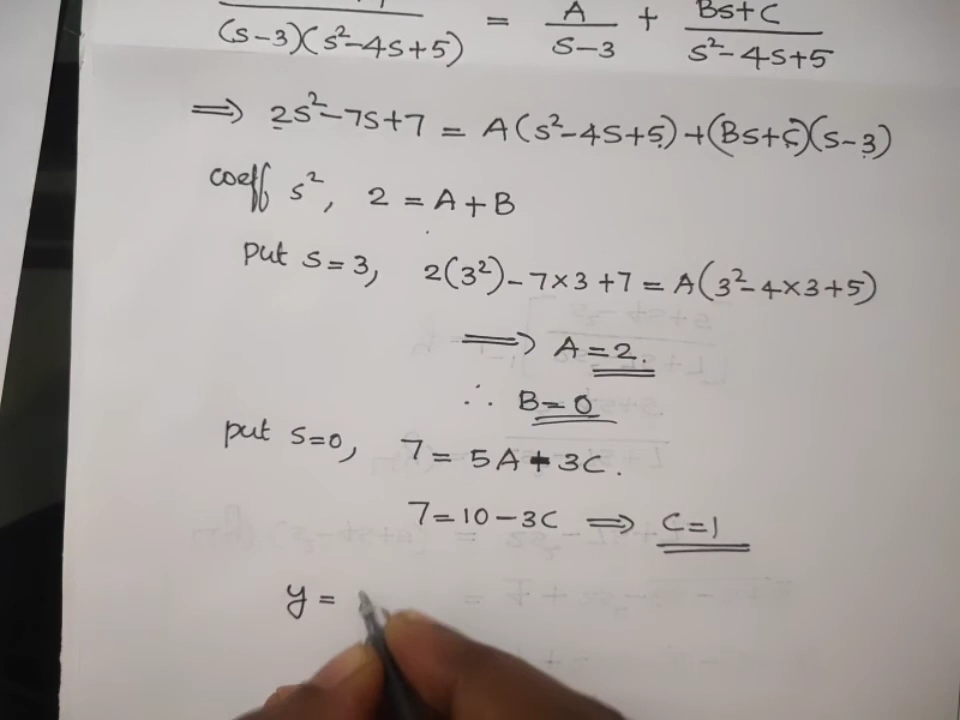 (s-3)(s²-4s+5) = A/(s-3) + (Bs+C)/(s²-4s+5)
⟹ 2s²-7s+7 = A(s²-4s+5)+(Bs+C)(s-3)
coeff s², 2 = A+B
put s=3, 2(3²)-7×3+7 = A(3²-4×3+5)
⟹ A=2.
∴ B=0
put s=0, 7 = 5A-3C.
7=10-3C ⟹ C=1
y =